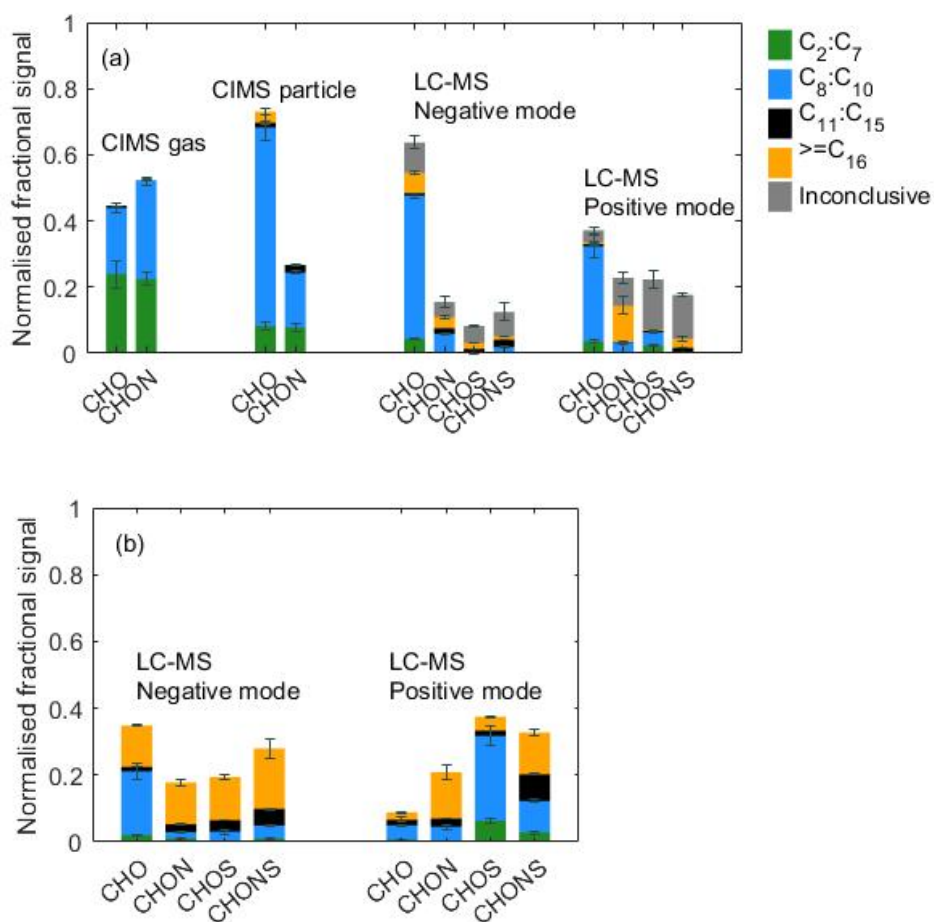 (a)
CIMS gas
CIMS particle
LC-MS
Negative mode
LC-MS
Positive mode
C₂:C₇
C₈:C₁₀
C₁₁:C₁₅
>=C₁₆
Inconclusive
Normalised fractional signal
1
0.8
0.6
0.4
0.2
0
CHO
CHON
CHO
CHON
CHO
CHON
CHOS
CHONS
CHO
CHON
CHOS
CHONS
(b)
LC-MS
Negative mode
LC-MS
Positive mode
Normalised fractional signal
1
0.8
0.6
0.4
0.2
0
CHO
CHON
CHOS
CHONS
CHO
CHON
CHOS
CHONS